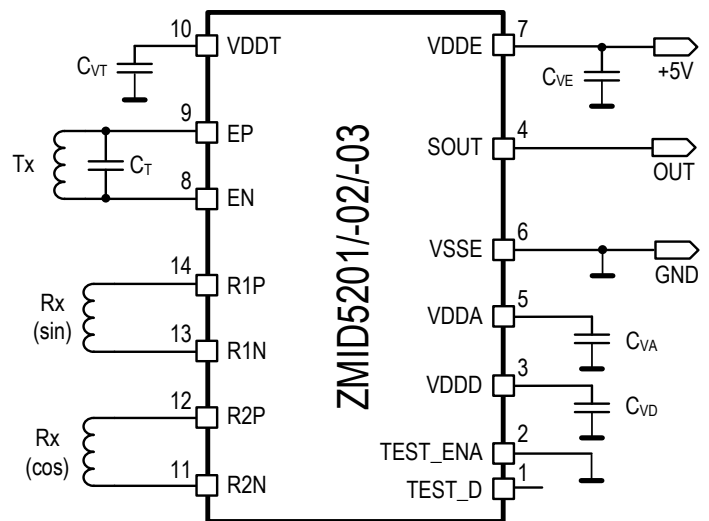 10
VDDT
CVT
9
EP
Tx
CT
8
EN
14
R1P
Rx
(sin)
13
R1N
12
R2P
Rx
(cos)
11
R2N
ZMID5201/-02/-03
VDDE
7
CVE
+5V
SOUT
4
OUT
VSSE
6
GND
VDDA
5
CVA
VDDD
3
CVD
TEST_ENA
2
TEST_D
1